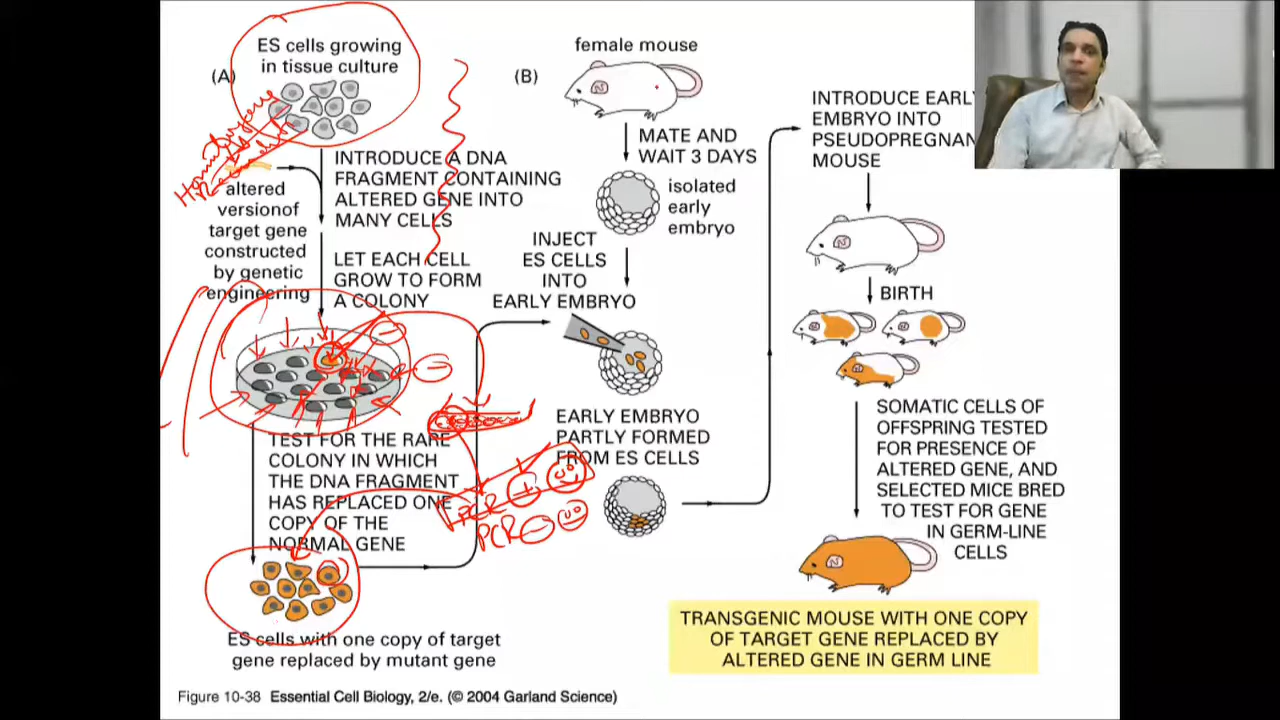 ES cells growing
in tissue culture
(A)
Homologous
altered
versionof
target gene
constructed
by genetic
engineering
INTRODUCE A DNA
FRAGMENT CONTAINING
ALTERED GENE INTO
MANY CELLS
LET EACH CELL
GROW TO FORM
A COLONY
TEST FOR THE RARE
COLONY IN WHICH
THE DNA FRAGMENT
HAS REPLACED ONE
COPY OF THE
NORMAL GENE
PCR +
PCR -
ES cells with one copy of target
gene replaced by mutant gene
(B)
female mouse
MATE AND
WAIT 3 DAYS
isolated
early
embryo
INJECT
ES CELLS
INTO
EARLY EMBRYO
EARLY EMBRYO
PARTLY FORMED
FROM ES CELLS
INTRODUCE EARLY
EMBRYO INTO
PSEUDOPREGNAN
MOUSE
BIRTH
SOMATIC CELLS OF
OFFSPRING TESTED
FOR PRESENCE OF
ALTERED GENE, AND
SELECTED MICE BRED
TO TEST FOR GENE
IN GERM-LINE
CELLS
TRANSGENIC MOUSE WITH ONE COPY
OF TARGET GENE REPLACED BY
ALTERED GENE IN GERM LINE
Figure 10-38 Essential Cell Biology, 2/e. (© 2004 Garland Science)